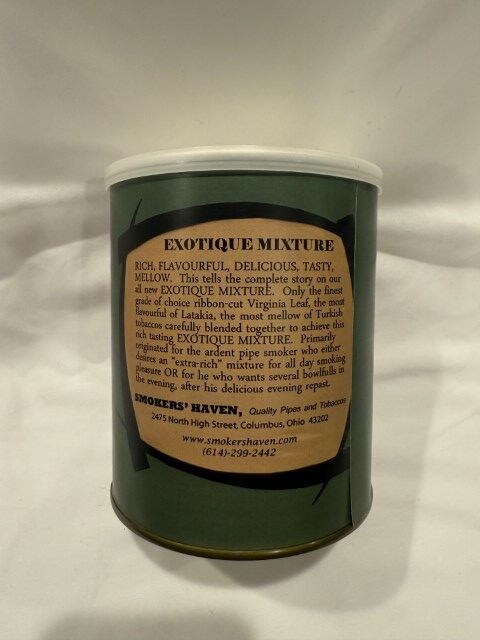 EXOTIQUE MIXTURE
RICH, FLAVOURFUL, DELICIOUS, TASTY,
MELLOW. This tells the complete story on our
all new EXOTIQUE MIXTURE. Only the finest
grade of choice ribbon-cut Virginia Leaf, the most
flavourful of Latakia, the most mellow of Turkish
tobaccos carefully blended together to achieve this
rich tasting EXOTIQUE MIXTURE. Primarily
originated for the ardent pipe smoker who either
desires an "extra-rich" mixture for all day smoking
pleasure OR for he who wants several bowlfulls in
the evening, after his delicious evening repast.
SMOKERS' HAVEN, Quality Pipes and Tobaccos
2475 North High Street, Columbus, Ohio 43202
www.smokershaven.com
(614)-299-2442